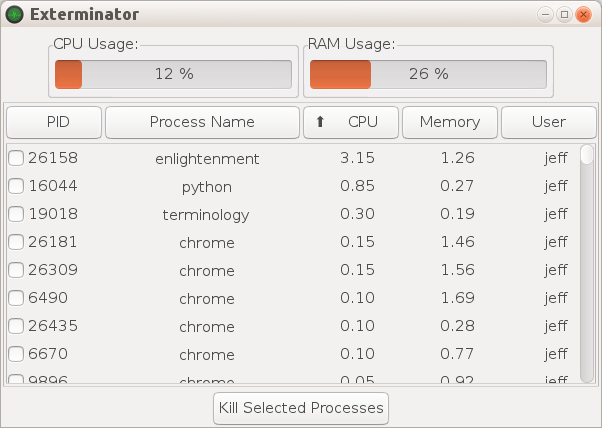 Exterminator
CPU Usage: RAM Usage:
12 % 26 %
PID Process Name ⬆ CPU Memory User
26158 enlightenment 3.15 1.26 jeff
16044 python 0.85 0.27 jeff
19018 terminology 0.30 0.19 jeff
26181 chrome 0.15 1.46 jeff
26309 chrome 0.15 1.56 jeff
6490 chrome 0.10 1.69 jeff
26435 chrome 0.10 0.28 jeff
6670 chrome 0.10 0.77 jeff
9896 chrome 0.05 0.92 jeff
Kill Selected Processes